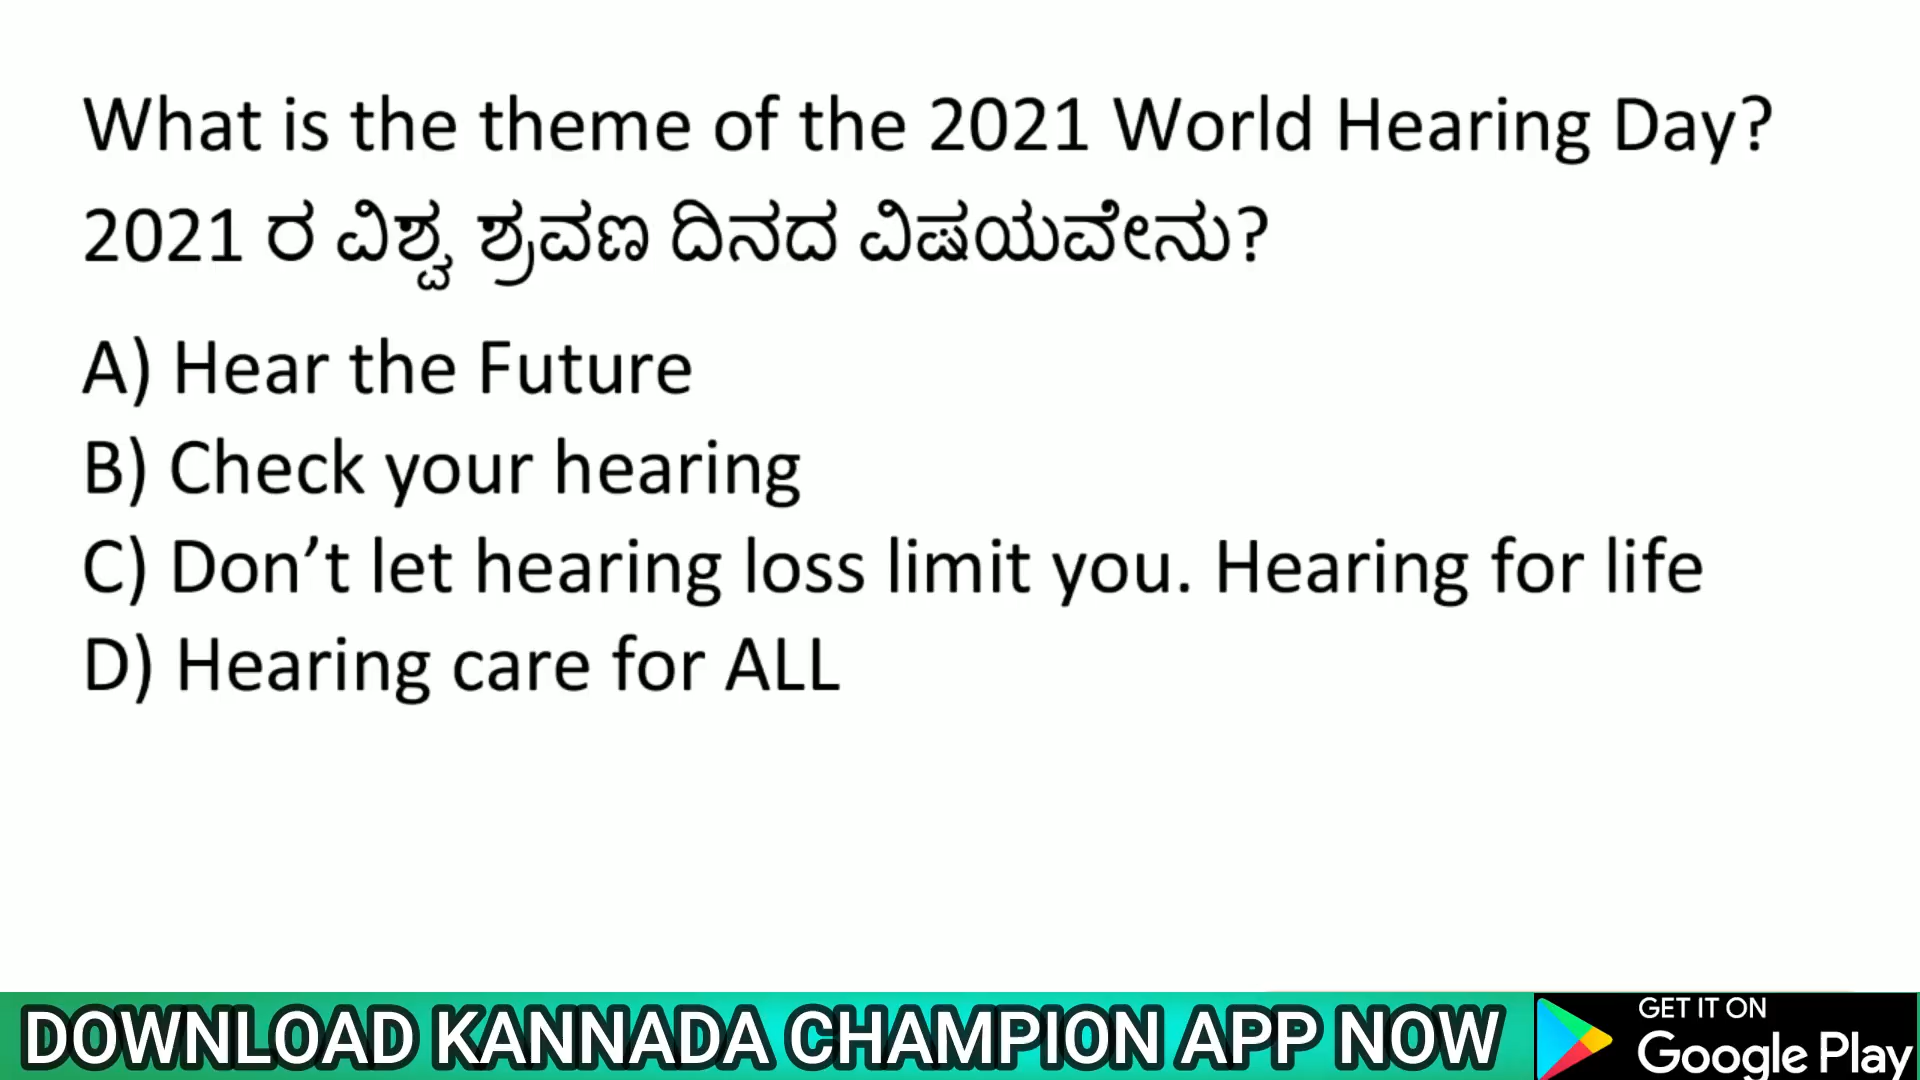 What is the theme of the 2021 World Hearing Day?
2021 ರ ವಿಶ್ವ ಶ್ರವಣ ದಿನದ ವಿಷಯವೇನು?
A) Hear the Future
B) Check your hearing
C) Don’t let hearing loss limit you. Hearing for life
D) Hearing care for ALL
DOWNLOAD KANNADA CHAMPION APP NOW
GET IT ON
Google Play